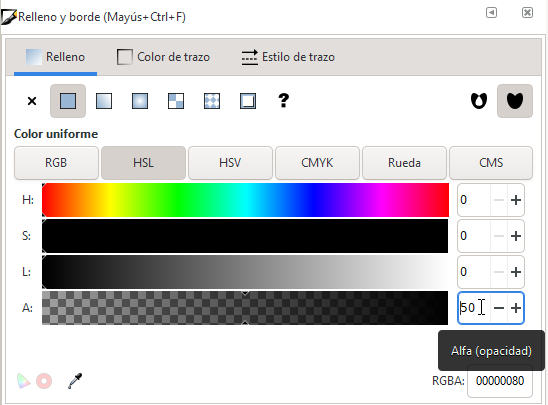 Relleno y borde (Mayús+Ctrl+F)
Relleno Color de trazo Estilo de trazo
?
Color uniforme
RGB HSL HSV CMYK Rueda CMS
H: 0 − +
S: 0 − +
L: 0 − +
A: 50 − +
Alfa (opacidad)
RGBA: 00000080